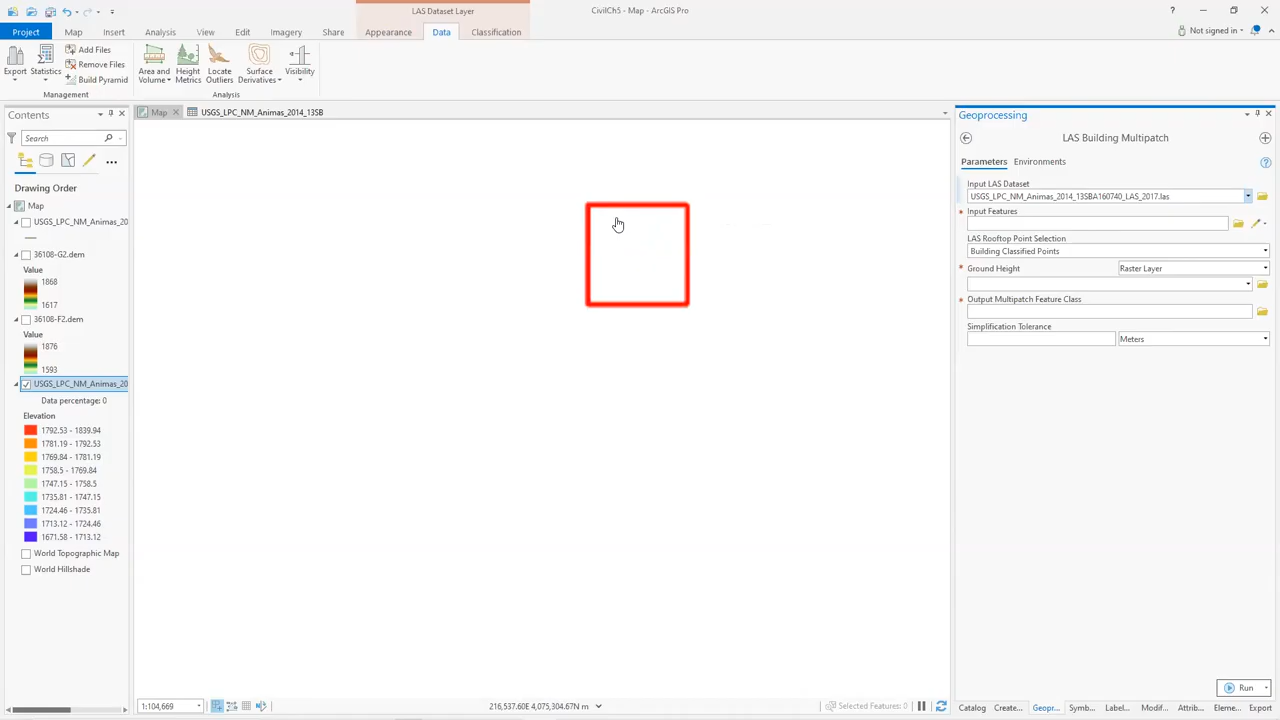 LAS Dataset Layer
CivilCh5 - Map - ArcGIS Pro
?
Project
Map
Insert
Analysis
View
Edit
Imagery
Share
Appearance
Data
Classification
Not signed in
Export
Statistics
Add Files
Remove Files
Build Pyramid
Management
Area and
Volume
Height
Metrics
Locate
Outliers
Surface
Derivatives
Visibility
Analysis
Contents
Search
Drawing Order
Map
USGS_LPC_NM_Animas_20
36108-G2.dem
Value
1868
1617
36108-F2.dem
Value
1876
1593
USGS_LPC_NM_Animas_20
Data percentage: 0
Elevation
1792.53 - 1839.94
1781.19 - 1792.53
1769.84 - 1781.19
1758.5 - 1769.84
1747.15 - 1758.5
1735.81 - 1747.15
1724.46 - 1735.81
1713.12 - 1724.46
1671.58 - 1713.12
World Topographic Map
World Hillshade
Map
USGS_LPC_NM_Animas_2014_13SB
1:104,669
216,537.60E 4,075,304.67N m
Selected Features: 0
Geoprocessing
LAS Building Multipatch
Parameters
Environments
?
Input LAS Dataset
USGS_LPC_NM_Animas_2014_13SBA160740_LAS_2017.las
* Input Features
LAS Rooftop Point Selection
Building Classified Points
* Ground Height
Raster Layer
* Output Multipatch Feature Class
Simplification Tolerance
Meters
Run
Catalog
Create...
Geopr...
Symb...
Label...
Modif...
Attrib...
Eleme...
Export